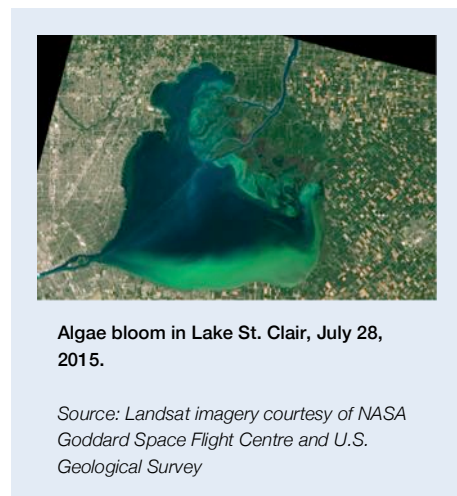 Algae bloom in Lake St. Clair, July 28,
2015.
Source: Landsat imagery courtesy of NASA
Goddard Space Flight Centre and U.S.
Geological Survey